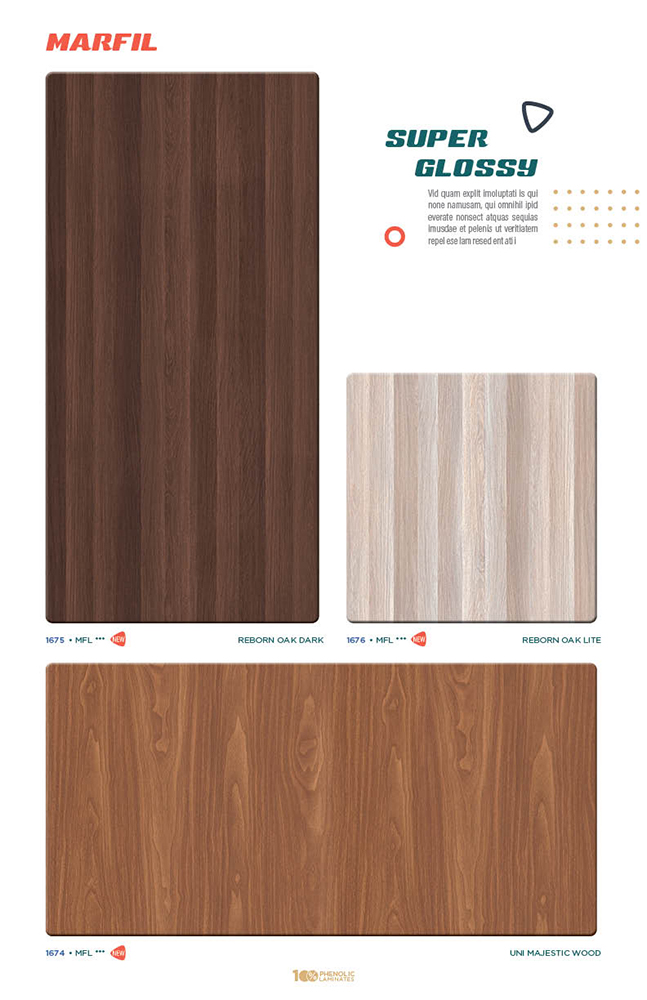 MARFIL
SUPER
GLOSSY
Vid quam explit imoluptati is qui
none namusam, qui omnihil ipid
everate nonsect atquas sequias
imusdae et pelenis ut veritiatem
repel ese lam resed ent ati i
1675 • MFL *** NEW
REBORN OAK DARK
1676 • MFL *** NEW
REBORN OAK LITE
1674 • MFL *** NEW
UNI MAJESTIC WOOD
100% PHENOLIC
LAMINATES